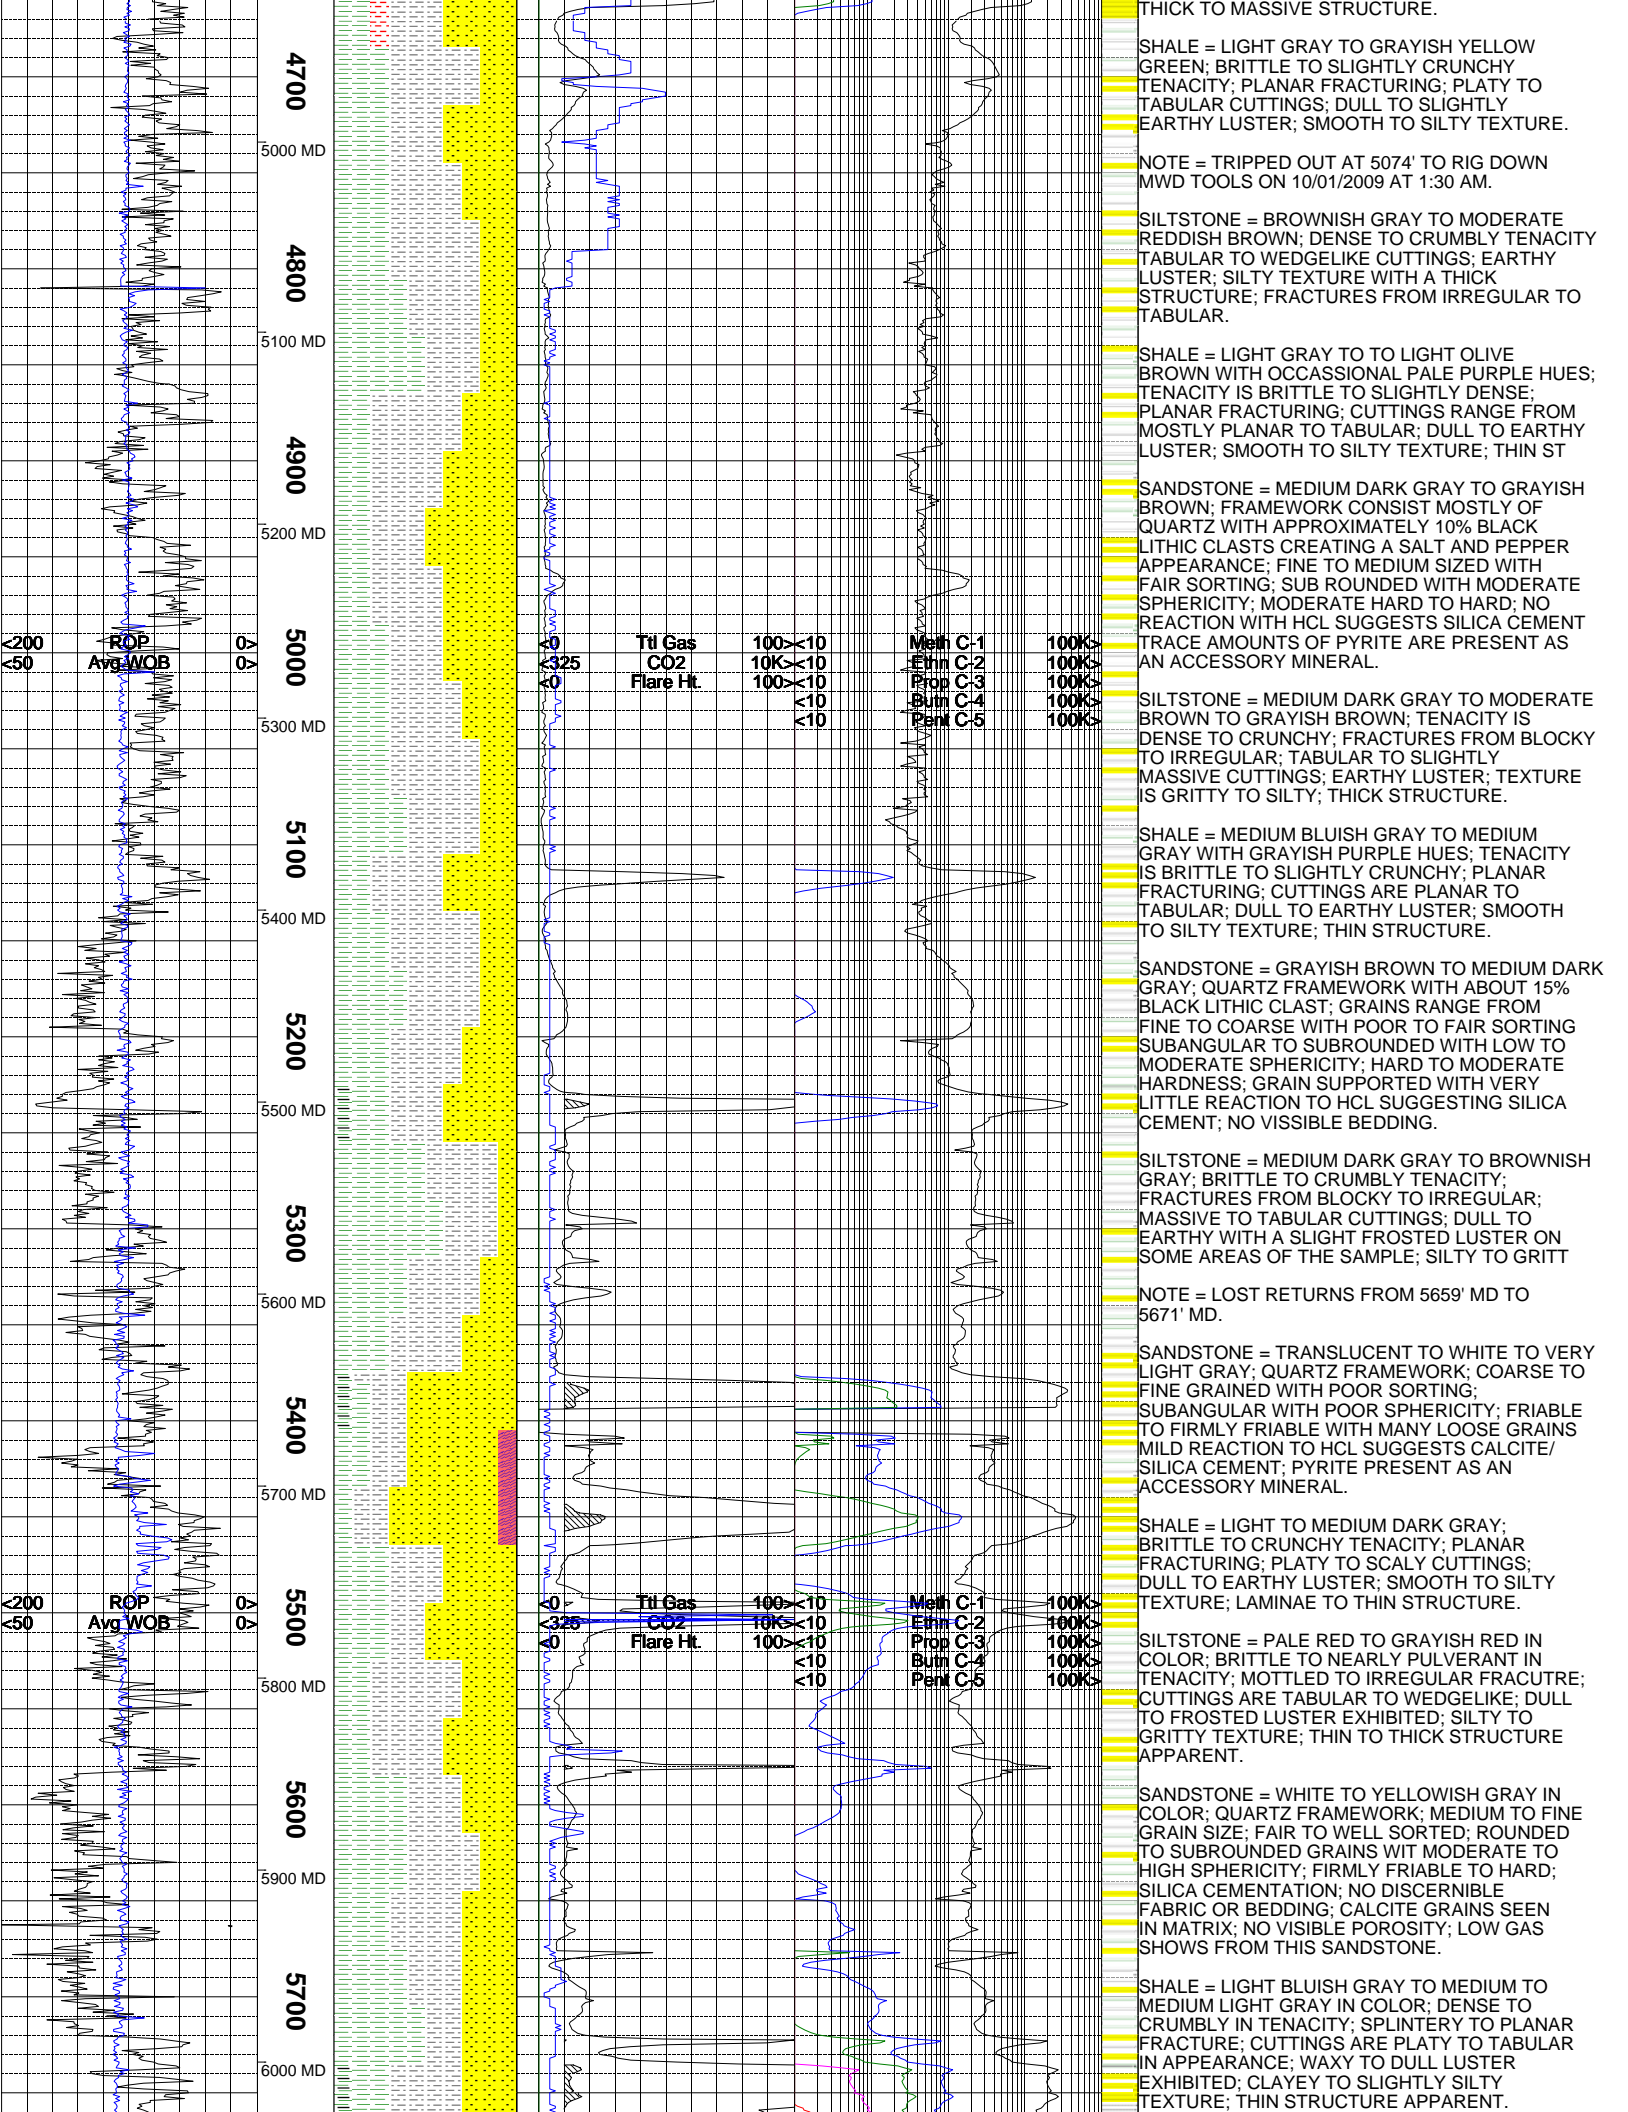 THICK TO MASSIVE STRUCTURE.
SHALE = LIGHT GRAY TO GRAYISH YELLOW
GREEN; BRITTLE TO SLIGHTLY CRUNCHY
TENACITY; PLANAR FRACTURING; PLATY TO
TABULAR CUTTINGS; DULL TO SLIGHTLY
EARTHY LUSTER; SMOOTH TO SILTY TEXTURE.
NOTE = TRIPPED OUT AT 5074' TO RIG DOWN
MWD TOOLS ON 10/01/2009 AT 1:30 AM.
SILTSTONE = BROWNISH GRAY TO MODERATE
REDDISH BROWN; DENSE TO CRUMBLY TENACITY
TABULAR TO WEDGELIKE CUTTINGS; EARTHY
LUSTER; SILTY TEXTURE WITH A THICK
STRUCTURE; FRACTURES FROM IRREGULAR TO
TABULAR.
SHALE = LIGHT GRAY TO TO LIGHT OLIVE
BROWN WITH OCCASSIONAL PALE PURPLE HUES;
TENACITY IS BRITTLE TO SLIGHTLY DENSE;
PLANAR FRACTURING; CUTTINGS RANGE FROM
MOSTLY PLANAR TO TABULAR; DULL TO EARTHY
LUSTER; SMOOTH TO SILTY TEXTURE; THIN ST
SANDSTONE = MEDIUM DARK GRAY TO GRAYISH
BROWN; FRAMEWORK CONSIST MOSTLY OF
QUARTZ WITH APPROXIMATELY 10% BLACK
LITHIC CLASTS CREATING A SALT AND PEPPER
APPEARANCE; FINE TO MEDIUM SIZED WITH
FAIR SORTING; SUB ROUNDED WITH MODERATE
SPHERICITY; MODERATE HARD TO HARD; NO
REACTION WITH HCL SUGGESTS SILICA CEMENT
TRACE AMOUNTS OF PYRITE ARE PRESENT AS
AN ACCESSORY MINERAL.
SILTSTONE = MEDIUM DARK GRAY TO MODERATE
BROWN TO GRAYISH BROWN; TENACITY IS
DENSE TO CRUNCHY; FRACTURES FROM BLOCKY
TO IRREGULAR; TABULAR TO SLIGHTLY
MASSIVE CUTTINGS; EARTHY LUSTER; TEXTURE
IS GRITTY TO SILTY; THICK STRUCTURE.
SHALE = MEDIUM BLUISH GRAY TO MEDIUM
GRAY WITH GRAYISH PURPLE HUES; TENACITY
IS BRITTLE TO SLIGHTLY CRUNCHY; PLANAR
FRACTURING; CUTTINGS ARE PLANAR TO
TABULAR; DULL TO EARTHY LUSTER; SMOOTH
TO SILTY TEXTURE; THIN STRUCTURE.
SANDSTONE = GRAYISH BROWN TO MEDIUM DARK
GRAY; QUARTZ FRAMEWORK WITH ABOUT 15%
BLACK LITHIC CLAST; GRAINS RANGE FROM
FINE TO COARSE WITH POOR TO FAIR SORTING
SUBANGULAR TO SUBROUNDED WITH LOW TO
MODERATE SPHERICITY; HARD TO MODERATE
HARDNESS; GRAIN SUPPORTED WITH VERY
LITTLE REACTION TO HCL SUGGESTING SILICA
CEMENT; NO VISSIBLE BEDDING.
SILTSTONE = MEDIUM DARK GRAY TO BROWNISH
GRAY; BRITTLE TO CRUMBLY TENACITY;
FRACTURES FROM BLOCKY TO IRREGULAR;
MASSIVE TO TABULAR CUTTINGS; DULL TO
EARTHY WITH A SLIGHT FROSTED LUSTER ON
SOME AREAS OF THE SAMPLE; SILTY TO GRITT
NOTE = LOST RETURNS FROM 5659' MD TO
5671' MD.
SANDSTONE = TRANSLUCENT TO WHITE TO VERY
LIGHT GRAY; QUARTZ FRAMEWORK; COARSE TO
FINE GRAINED WITH POOR SORTING;
SUBANGULAR WITH POOR SPHERICITY; FRIABLE
TO FIRMLY FRIABLE WITH MANY LOOSE GRAINS
MILD REACTION TO HCL SUGGESTS CALCITE/
SILICA CEMENT; PYRITE PRESENT AS AN
ACCESSORY MINERAL.
SHALE = LIGHT TO MEDIUM DARK GRAY;
BRITTLE TO CRUNCHY TENACITY; PLANAR
FRACTURING; PLATY TO SCALY CUTTINGS;
DULL TO EARTHY LUSTER; SMOOTH TO SILTY
TEXTURE; LAMINAE TO THIN STRUCTURE.
SILTSTONE = PALE RED TO GRAYISH RED IN
COLOR; BRITTLE TO NEARLY PULVERANT IN
TENACITY; MOTTLED TO IRREGULAR FRACUTRE;
CUTTINGS ARE TABULAR TO WEDGELIKE; DULL
TO FROSTED LUSTER EXHIBITED; SILTY TO
GRITTY TEXTURE; THIN TO THICK STRUCTURE
APPARENT.
SANDSTONE = WHITE TO YELLOWISH GRAY IN
COLOR; QUARTZ FRAMEWORK; MEDIUM TO FINE
GRAIN SIZE; FAIR TO WELL SORTED; ROUNDED
TO SUBROUNDED GRAINS WIT MODERATE TO
HIGH SPHERICITY; FIRMLY FRIABLE TO HARD;
SILICA CEMENTATION; NO DISCERNIBLE
FABRIC OR BEDDING; CALCITE GRAINS SEEN
IN MATRIX; NO VISIBLE POROSITY; LOW GAS
SHOWS FROM THIS SANDSTONE.
SHALE = LIGHT BLUISH GRAY TO MEDIUM TO
MEDIUM LIGHT GRAY IN COLOR; DENSE TO
CRUMBLY IN TENACITY; SPLINTERY TO PLANAR
FRACTURE; CUTTINGS ARE PLATY TO TABULAR
IN APPEARANCE; WAXY TO DULL LUSTER
EXHIBITED; CLAYEY TO SLIGHTLY SILTY
TEXTURE; THIN STRUCTURE APPARENT.
4700
5000 MD
4800
5100 MD
4900
5200 MD
<200 ROP 0>
<50 Avg WOB 0>
5000
<0 Ttl Gas 100>
<325 CO2 10K>
<0 Flare Ht. 100>
<10 Meth C-1 100K>
<10 Ethn C-2 100K>
<10 Prop C-3 100K>
<10 Butn C-4 100K>
<10 Pent C-5 100K>
5300 MD
5100
5400 MD
5200
5500 MD
5300
5600 MD
5400
5700 MD
<200 ROP 0>
<50 Avg WOB 0>
5500
<0 Ttl Gas 100>
<325 CO2 10K>
<0 Flare Ht. 100>
<10 Meth C-1 100K>
<10 Ethn C-2 100K>
<10 Prop C-3 100K>
<10 Butn C-4 100K>
<10 Pent C-5 100K>
5800 MD
5600
5900 MD
5700
6000 MD